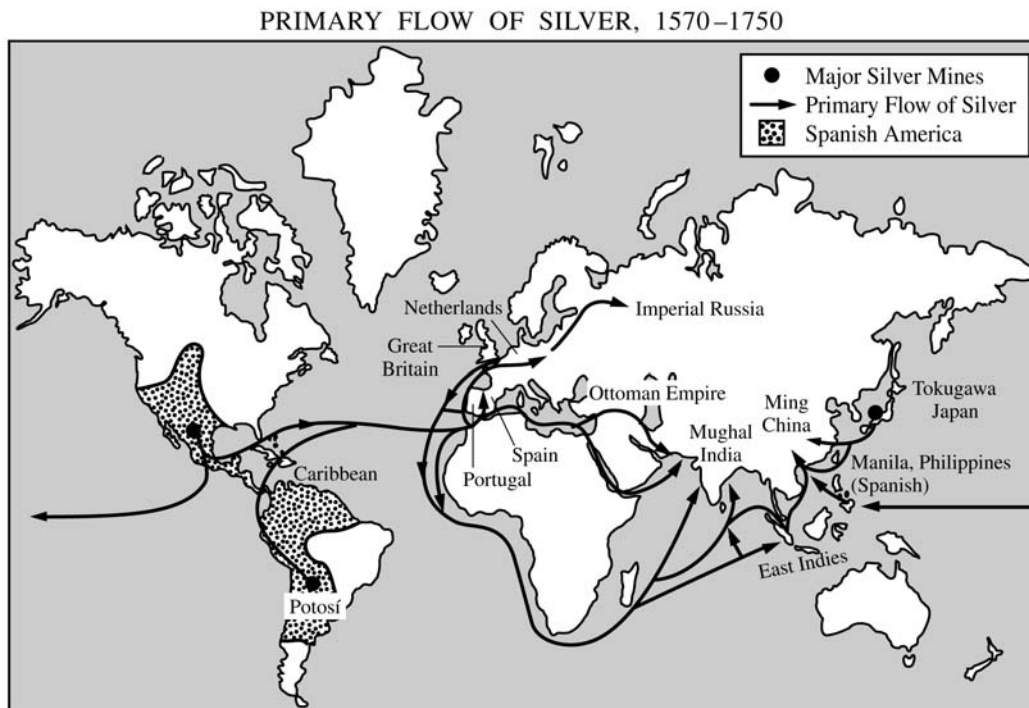 PRIMARY FLOW OF SILVER, 1570–1750
Major Silver Mines
Primary Flow of Silver
Spanish America
Imperial Russia
Netherlands
Great
Britain
Ottoman Empire
Ming
China
Tokugawa
Japan
Mughal
India
Spain
Portugal
Caribbean
Manila, Philippines
(Spanish)
East Indies
Potosí